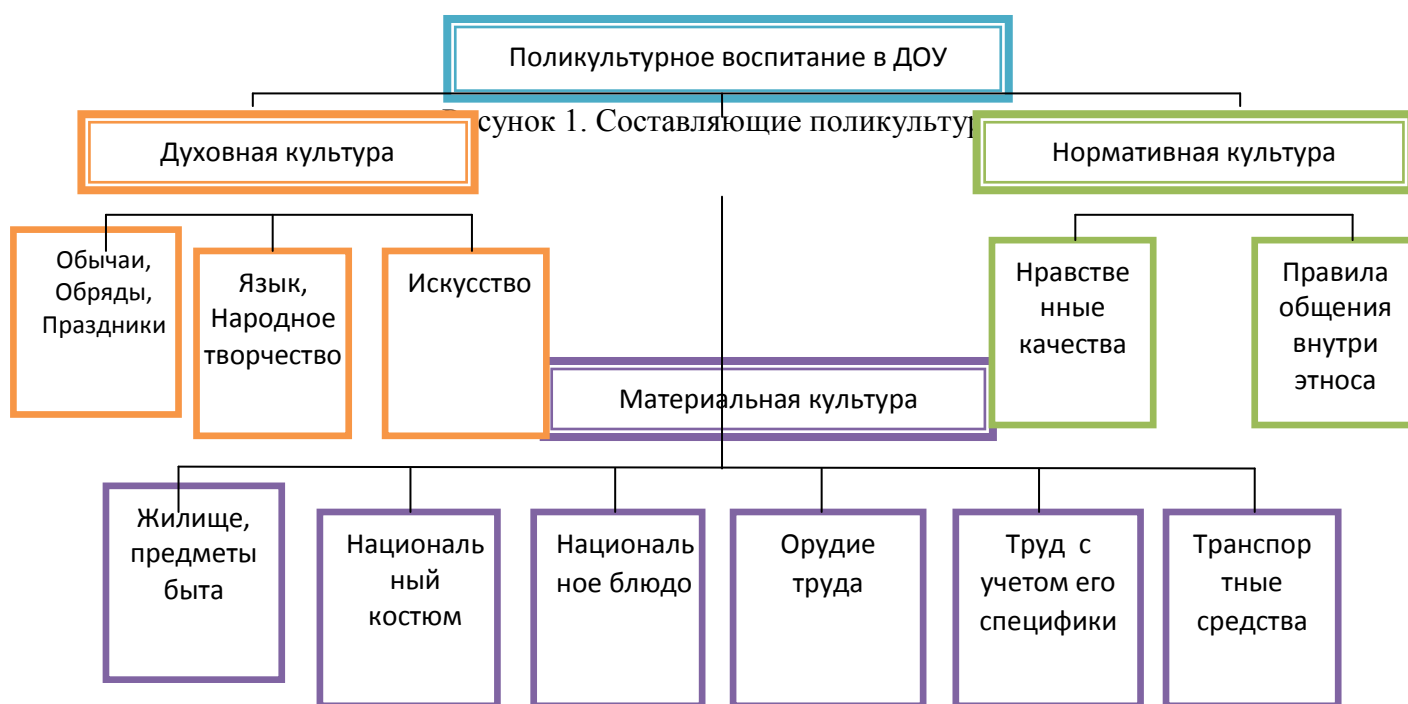 Поликультурное воспитание в ДОУ
сунок 1. Составляющие поликультур
Духовная культура
Нормативная культура
Обычаи,
Обряды,
Праздники
Язык,
Народное
творчество
Искусство
Нравстве
нные
качества
Правила
общения
внутри
этноса
Материальная культура
Жилище,
предметы
быта
Националь
ный
костюм
Националь
ное блюдо
Орудие
труда
Труд с
учетом его
специфики
Транспор
тные
средства